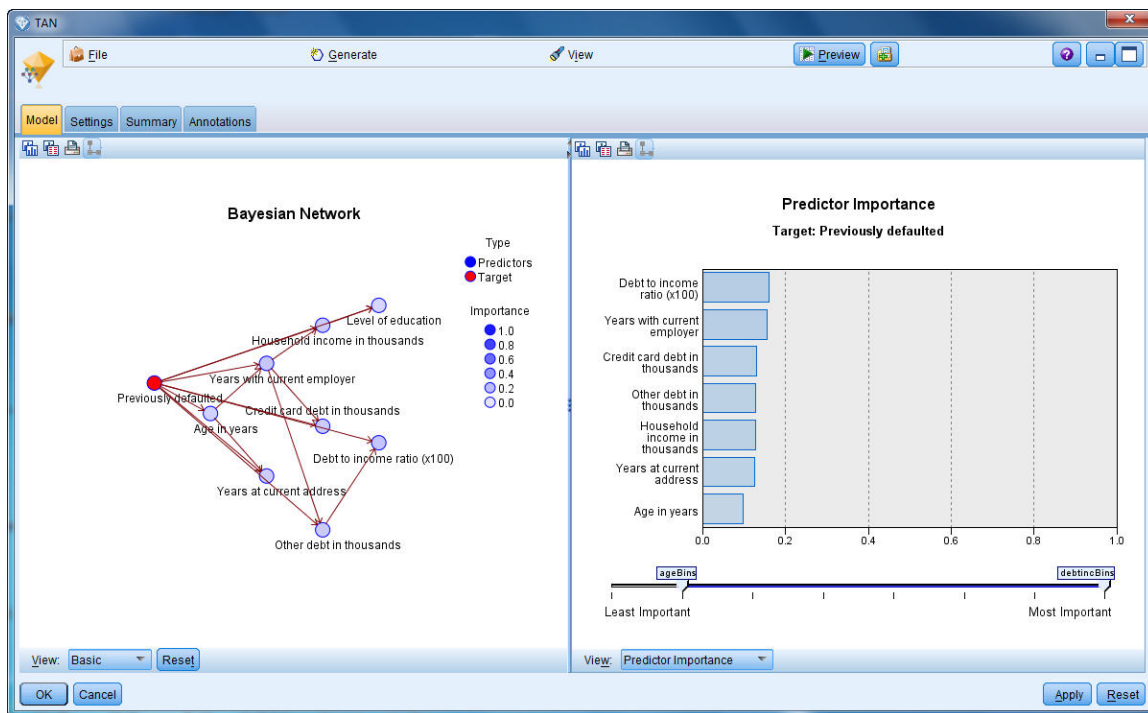 TAN
File
Generate
View
Preview
Model
Settings
Summary
Annotations
Bayesian Network
Type
Predictors
Target
Importance
1.0
0.8
0.6
0.4
0.2
0.0
Level of education
Household income in thousands
Years with current employer
Previously defaulted
Credit card debt in thousands
Age in years
Debt to income ratio (x100)
Years at current address
Other debt in thousands
View:
Basic
Reset
Predictor Importance
Target: Previously defaulted
Debt to income
ratio (x100)
Years with current
employer
Credit card debt in
thousands
Other debt in
thousands
Household
income in
thousands
Years at current
address
Age in years
0.0
0.2
0.4
0.6
0.8
1.0
ageBins
debtincBins
Least Important
Most Important
View:
Predictor Importance
OK
Cancel
Apply
Reset